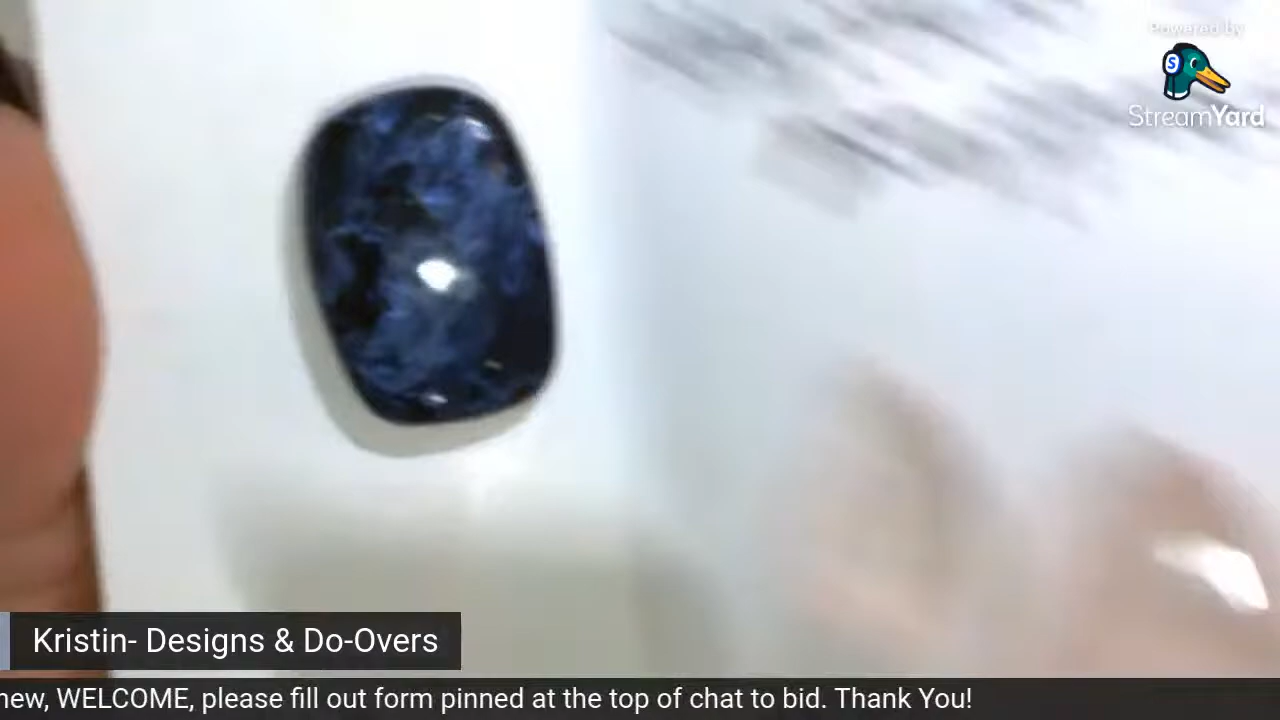 Powered by
S
StreamYard
Kristin- Designs & Do-Overs
new, WELCOME, please fill out form pinned at the top of chat to bid. Thank You!